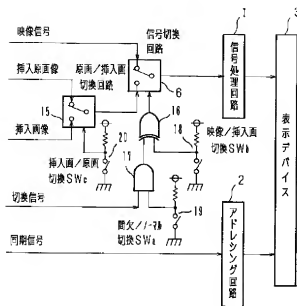 映像信号
信号切換
回路
1
3
挿入原画像
原画/挿入画
切換回路
15
6
信号処理回路
16
挿入画像
20
18
映像/挿入
画切換SWb
挿入画/原画
切換SWc
17
表示デバイス
切換信号
2
19
同期信号
間欠/ノーマル
切換SWa
アドレシング回路